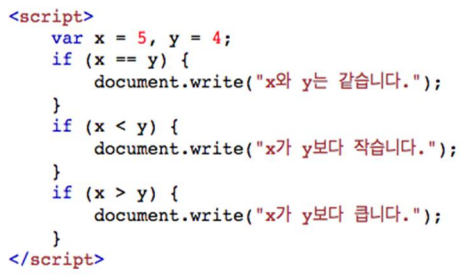 <script>
var x = 5, y = 4;
if (x == y) {
document.write("x와 y는 같습니다.");
}
if (x < y) {
document.write("x가 y보다 작습니다.");
}
if (x > y) {
document.write("x가 y보다 큽니다.");
}
</script>